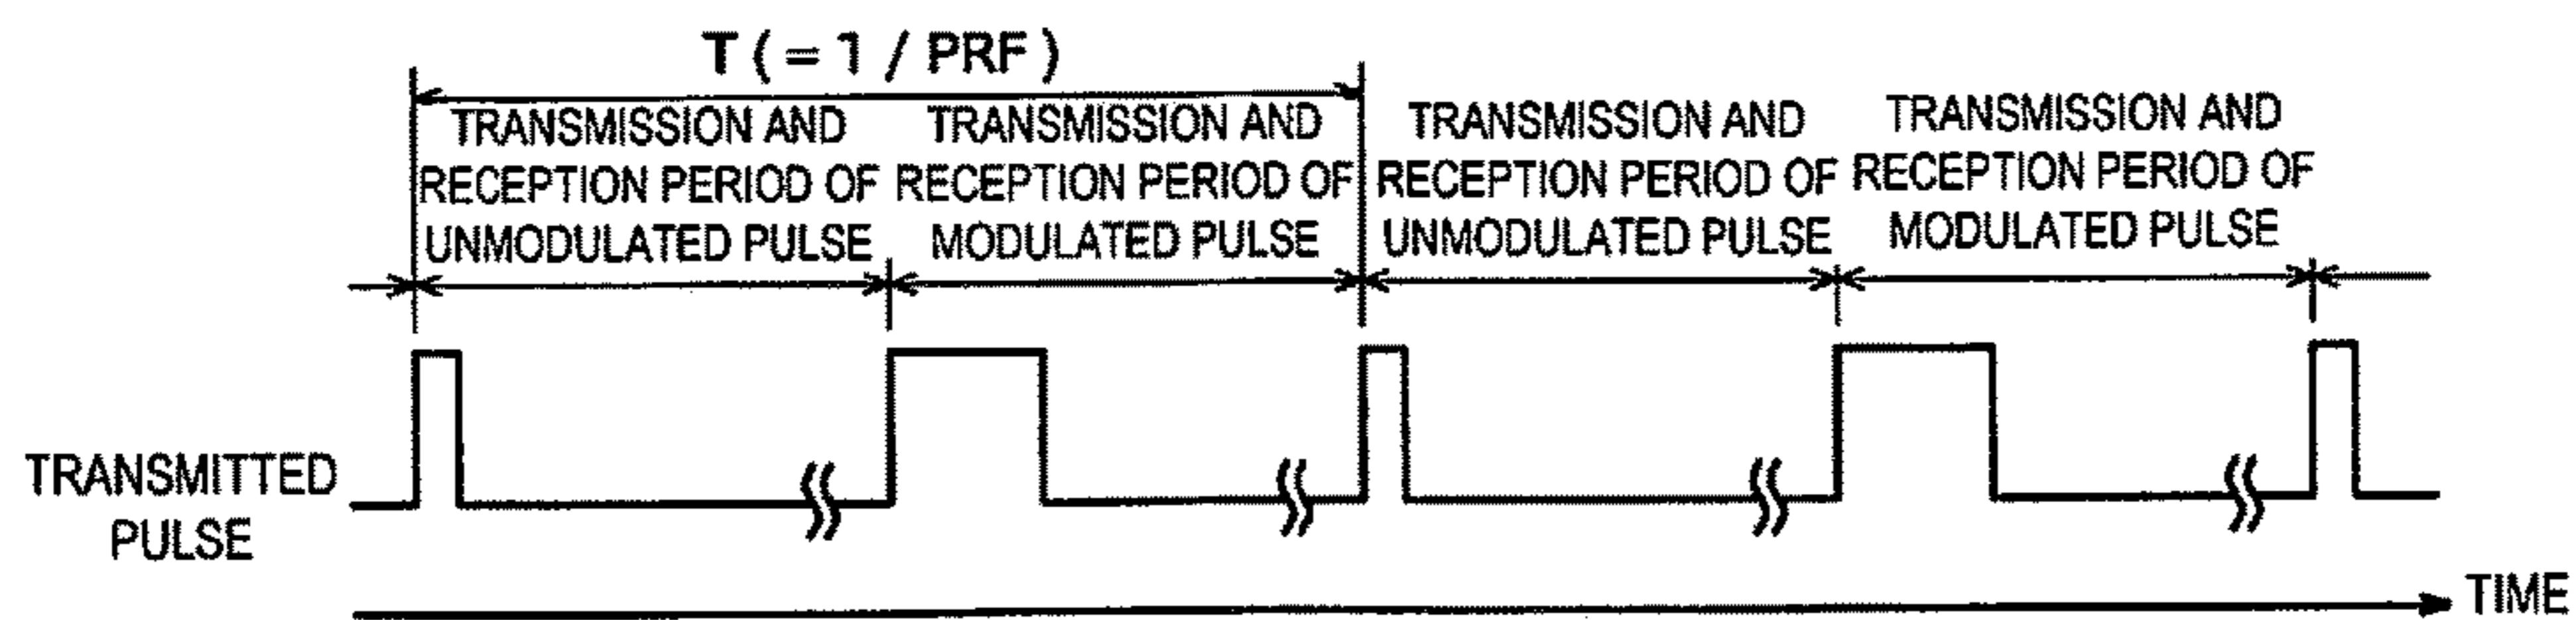 T ( = 1 / PRF )
TRANSMISSION AND
RECEPTION PERIOD OF
UNMODULATED PULSE
TRANSMISSION AND
RECEPTION PERIOD OF
MODULATED PULSE
TRANSMISSION AND
RECEPTION PERIOD OF
UNMODULATED PULSE
TRANSMISSION AND
RECEPTION PERIOD OF
MODULATED PULSE
TRANSMITTED
PULSE
TIME